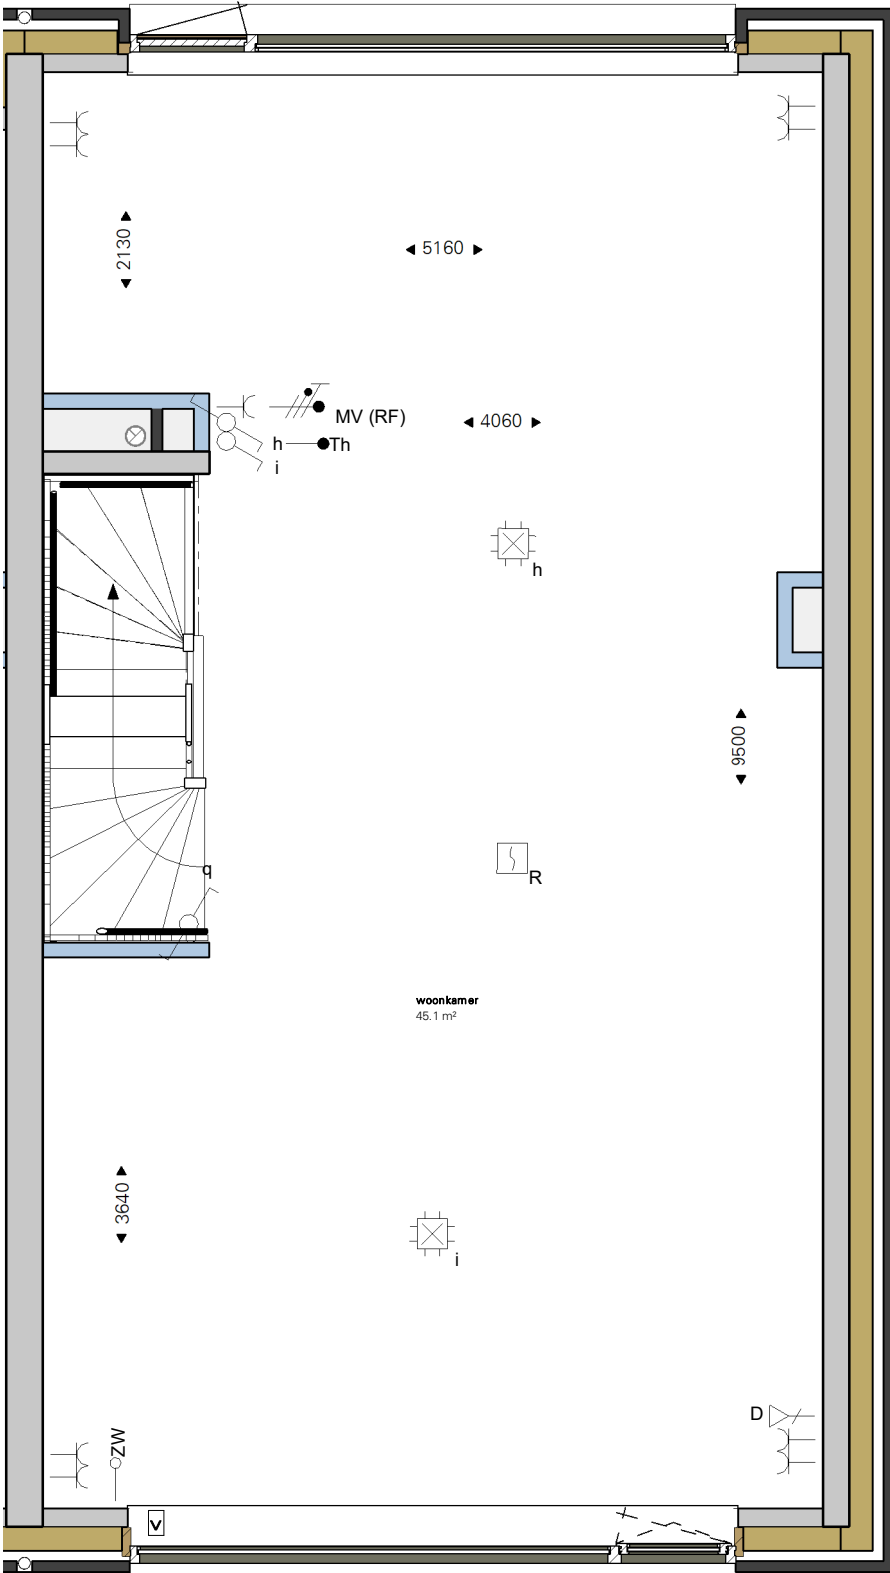 2130
5160
MV (RF)
4060
h
Th
i
h
9500
q
R
woonkamer
45.1 m²
3640
i
D
ZW
V